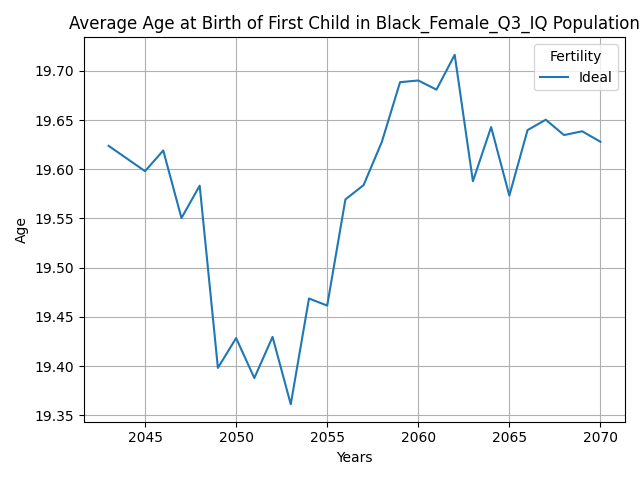 Average Age at Birth of First Child in Black_Female_Q3_IQ Population
Fertility
Ideal
19.70
19.65
19.60
19.55
19.50
19.45
19.40
19.35
Age
2045 2050 2055 2060 2065 2070
Years